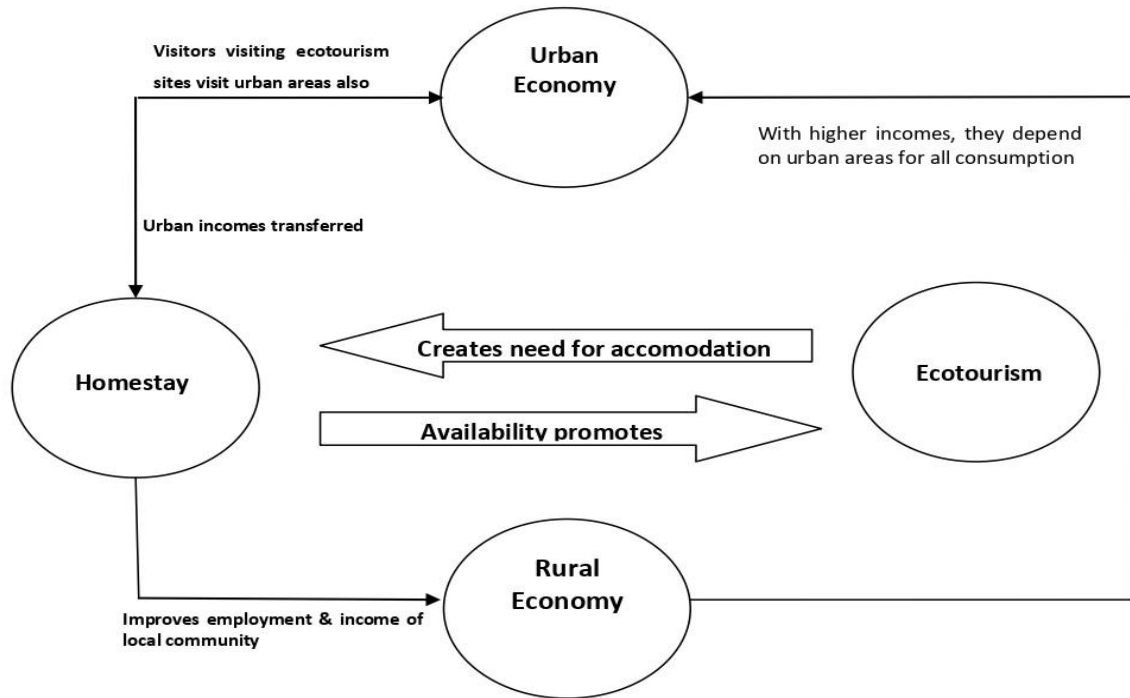 Visitors visiting ecotourism
sites visit urban areas also
Urban
Economy
With higher incomes, they depend
on urban areas for all consumption
Urban incomes transferred
Homestay
Creates need for accomodation
Ecotourism
Availability promotes
Rural
Economy
Improves employment & income of
local community